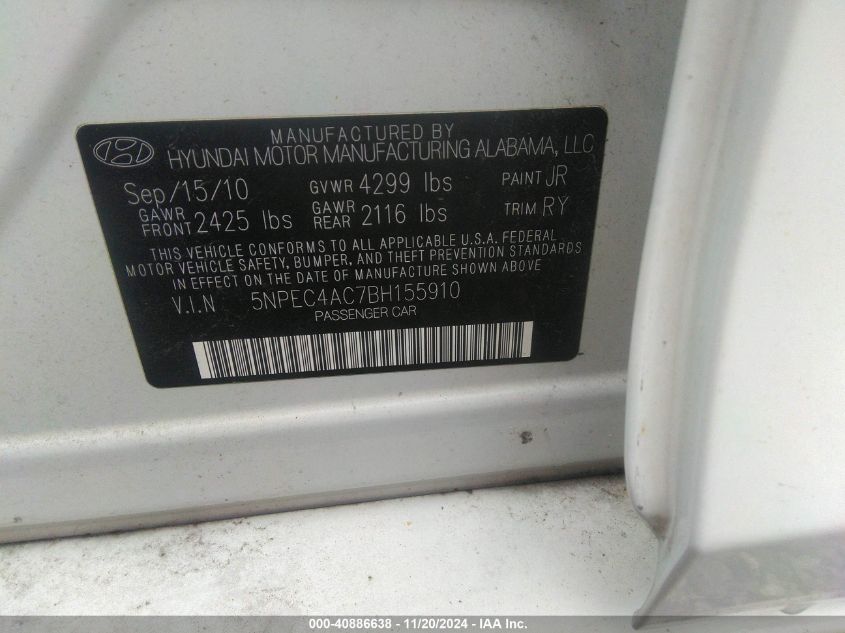 MANUFACTURED BY
HYUNDAI MOTOR MANUFACTURING ALABAMA, LLC
Sep/15/10 GVWR 4299 lbs PAINT JR
GAWR FRONT 2425 lbs GAWR REAR 2116 lbs TRIM RY
THIS VEHICLE CONFORMS TO ALL APPLICABLE U.S.A. FEDERAL
MOTOR VEHICLE SAFETY, BUMPER, AND THEFT PREVENTION STANDARDS
IN EFFECT ON THE DATE OF MANUFACTURE SHOWN ABOVE
V.I.N 5NPEC4AC7BH155910
PASSENGER CAR
000-40886638 - 11/20/2024 - IAA Inc.